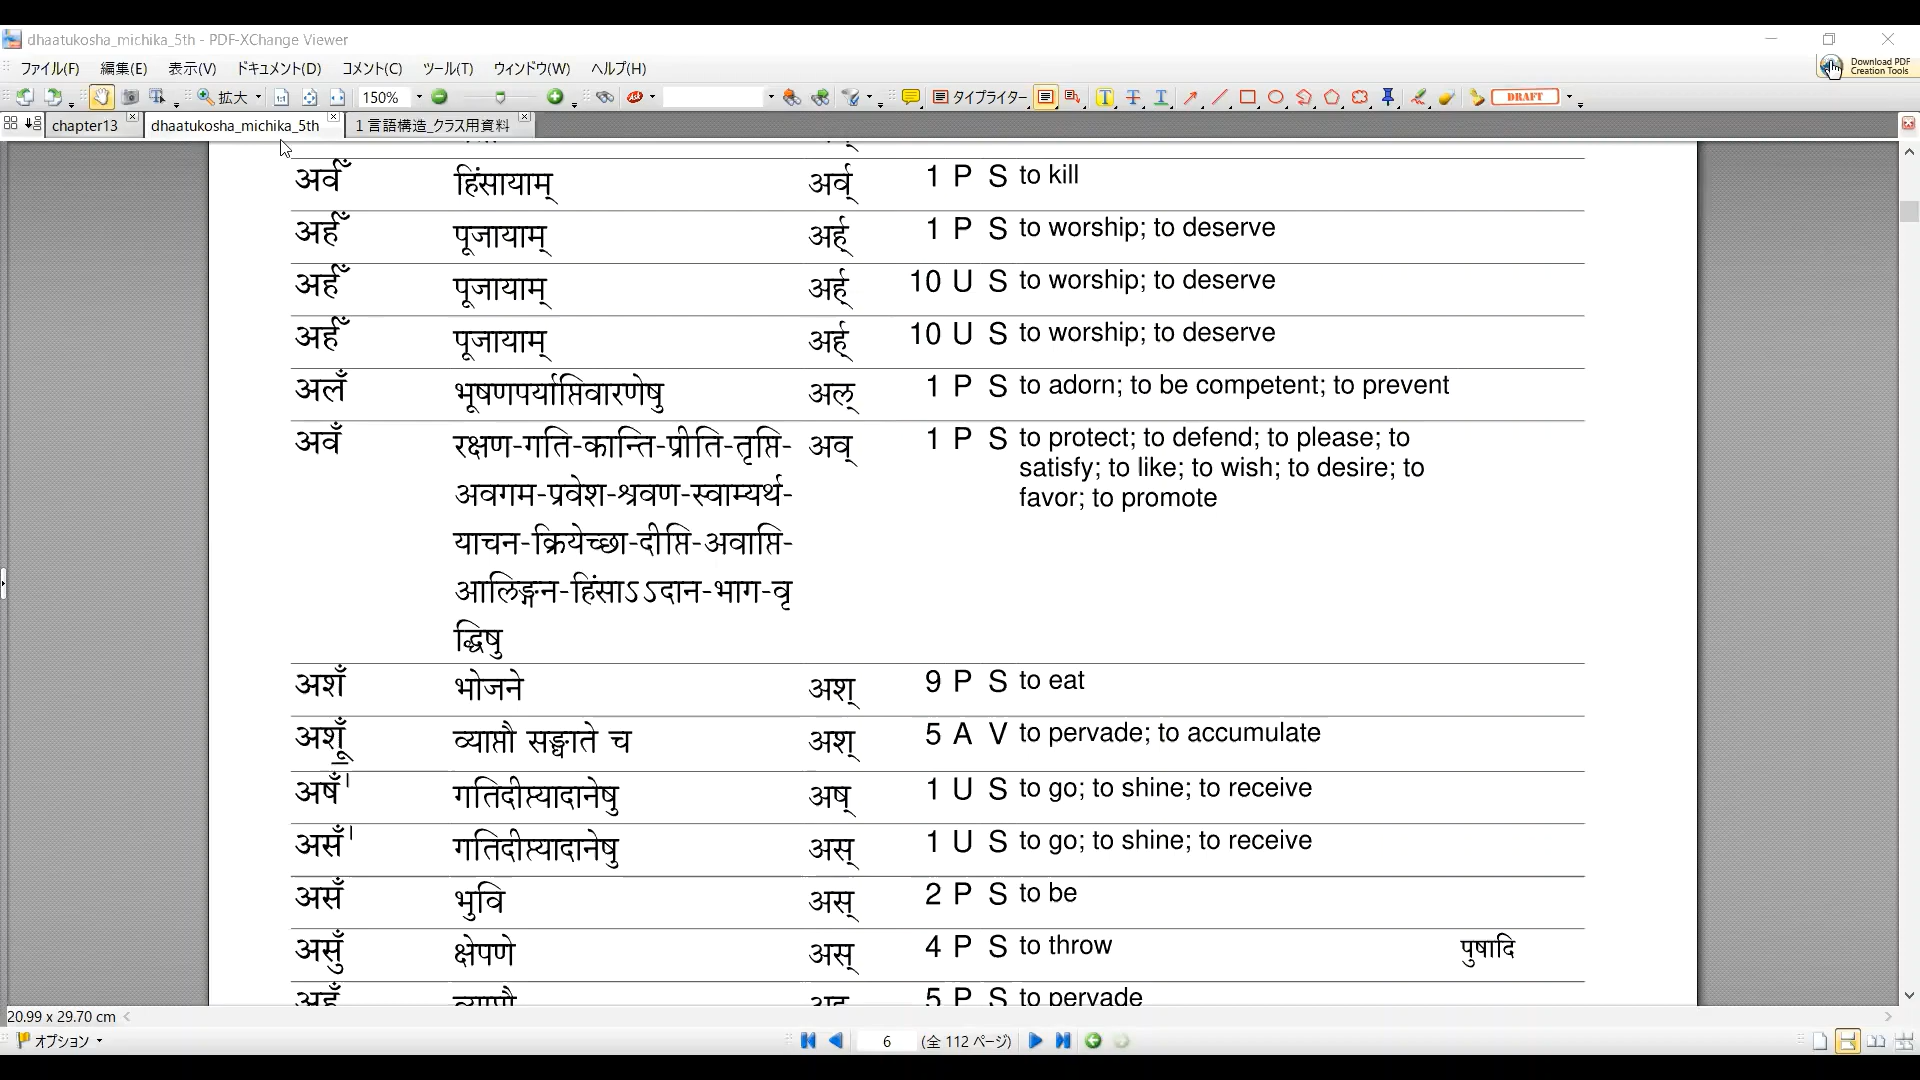 dhaatukosha_michika_5th - PDF-XChange Viewer
ファイル(F) 編集(E) 表示(V) ドキュメント(D) コメント(C) ツール(T) ウィンドウ(W) ヘルプ(H)
Download PDF
Creation Tools
拡大 150% タイプライター DRAFT
chapter13 dhaatukosha_michika_5th 1 言語構造_クラス用資料
अर्वँ हिंसायाम् अर्व् 1 P S to kill
अर्हँ पूजायाम् अर्ह् 1 P S to worship; to deserve
अर्हँ पूजायाम् अर्ह् 10 U S to worship; to deserve
अर्हँ पूजायाम् अर्ह् 10 U S to worship; to deserve
अलँ भूषणपर्याप्तिवारणेषु अल् 1 P S to adorn; to be competent; to prevent
अवँ रक्षण-गति-कान्ति-प्रीति-तृप्ति- अव् 1 P S to protect; to defend; to please; to
satisfy; to like; to wish; to desire; to
अवगम-प्रवेश-श्रवण-स्वाम्यर्थ-
favor; to promote
याचन-क्रियेच्छा-दीप्ति-अवाप्ति-
आलिङ्गन-हिंसाऽऽदान-भाग-वृ
द्धिषु
अशँ भोजने अश् 9 P S to eat
अशूँ॒ व्याप्तौ सङ्घाते च अश् 5 A V to pervade; to accumulate
अषँ॑ गतिदीप्त्यादानेषु अष् 1 U S to go; to shine; to receive
असँ॑ गतिदीप्त्यादानेषु अस् 1 U S to go; to shine; to receive
असँ भुवि अस् 2 P S to be
असुँ क्षेपणे अस् 4 P S to throw पुषादि
अहँ व्याप्तौ अह् 5 P S to pervade
20.99 x 29.70 cm
オプション 6 (全 112 ページ)